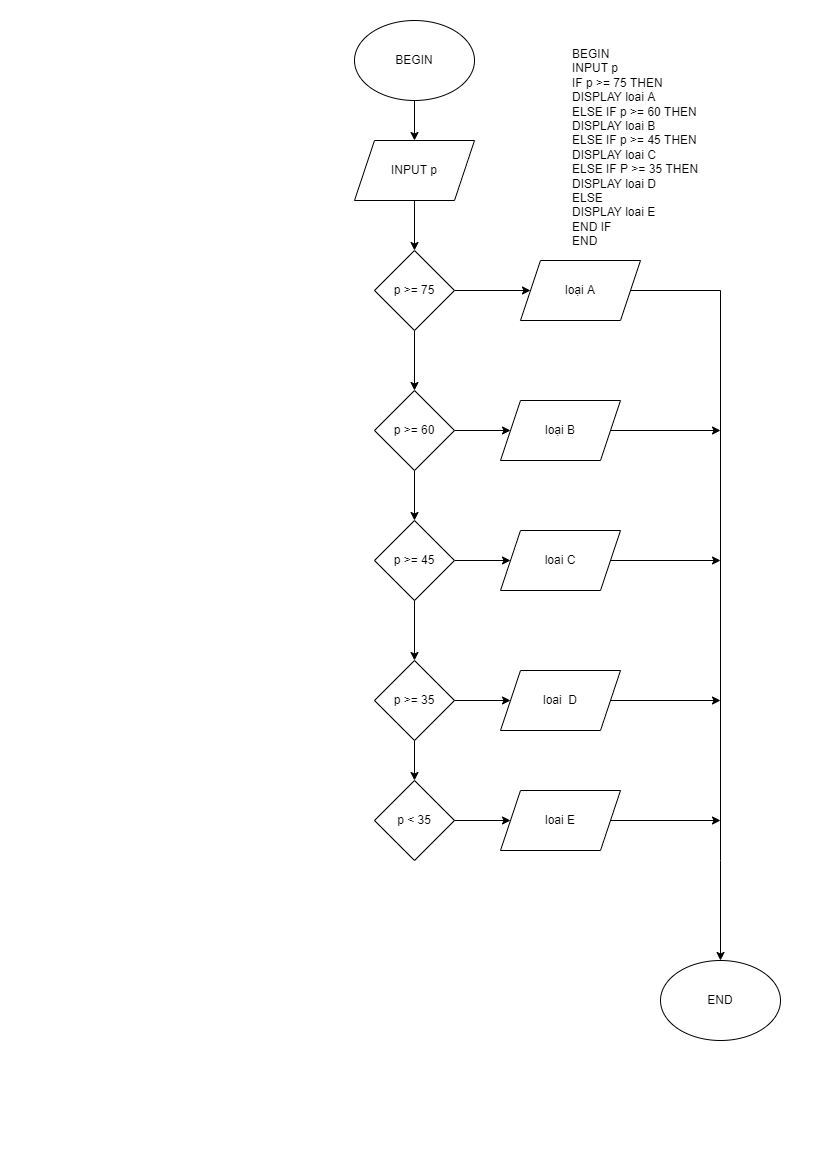 BEGIN
INPUT p
BEGIN
INPUT p
IF p >= 75 THEN
DISPLAY loai A
ELSE IF p >= 60 THEN
DISPLAY loai B
ELSE IF p >= 45 THEN
DISPLAY loai C
ELSE IF P >= 35 THEN
DISPLAY loai D
ELSE
DISPLAY loai E
END IF
END
p >= 75
loại A
p >= 60
loại B
p >= 45
loai C
p >= 35
loai D
p < 35
loai E
END